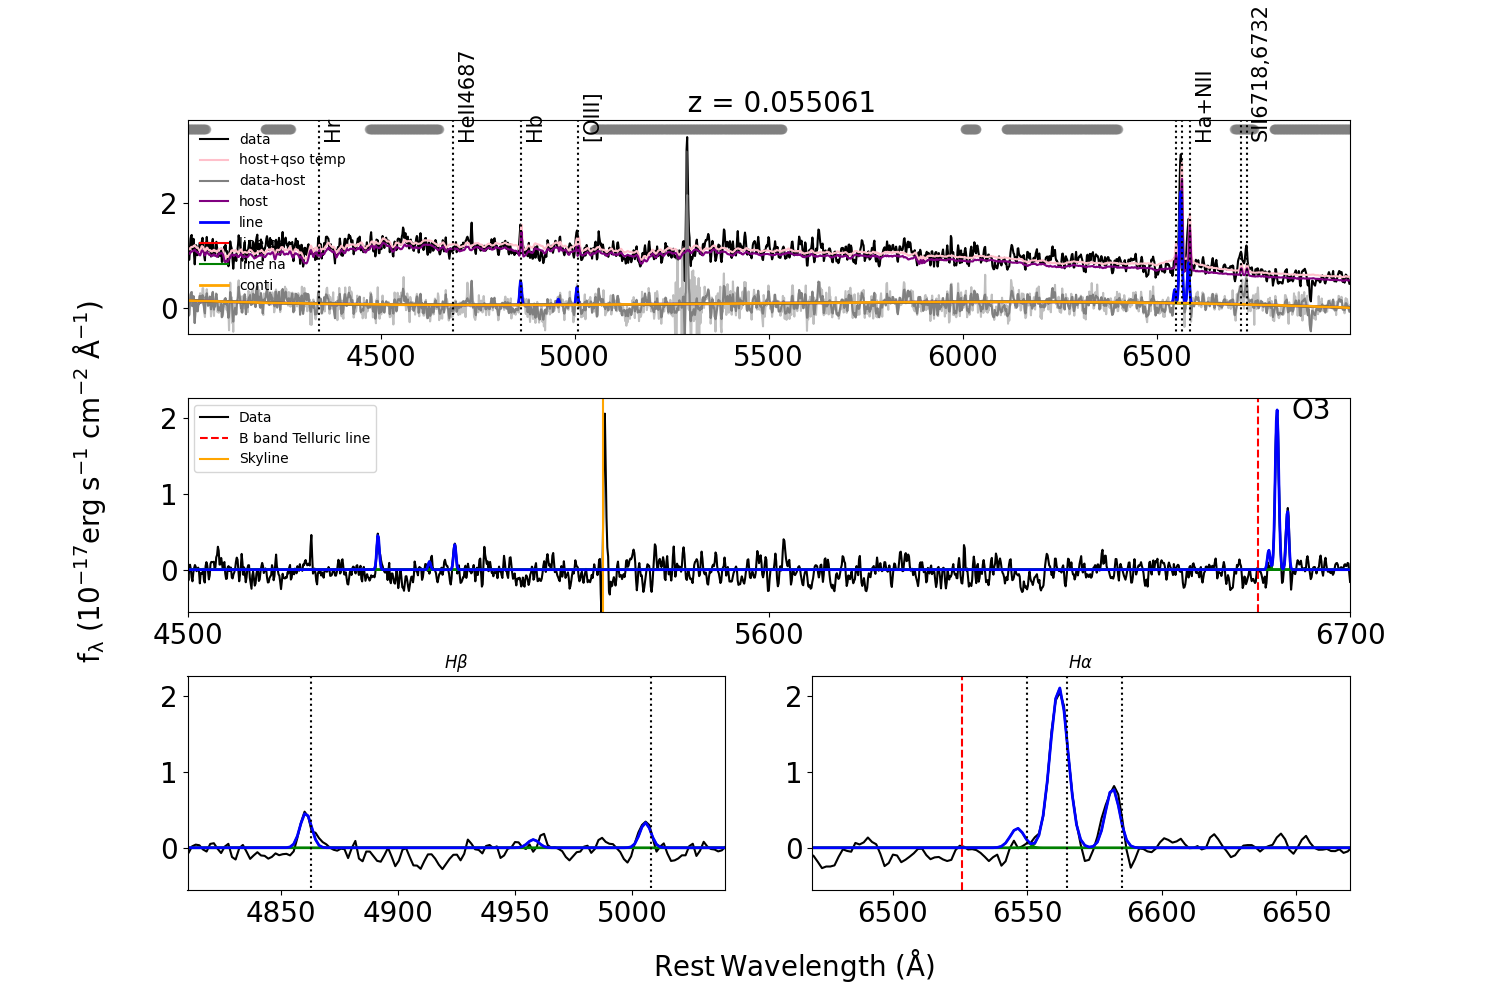 z = 0.055061
Hr
HeII4687
Hb
[OIII]
Ha+NII
SII6718,6732
data
host+qso temp
data-host
host
line
line na
conti
2
0
4500 5000 5500 6000 6500
fλ (10⁻¹⁷erg s⁻¹ cm⁻² Å⁻¹)
Data
B band Telluric line
Skyline
O3
2
1
0
4500 5600 6700
Hβ
2
1
0
4850 4900 4950 5000
Hα
2
1
0
6500 6550 6600 6650
Rest Wavelength (Å)